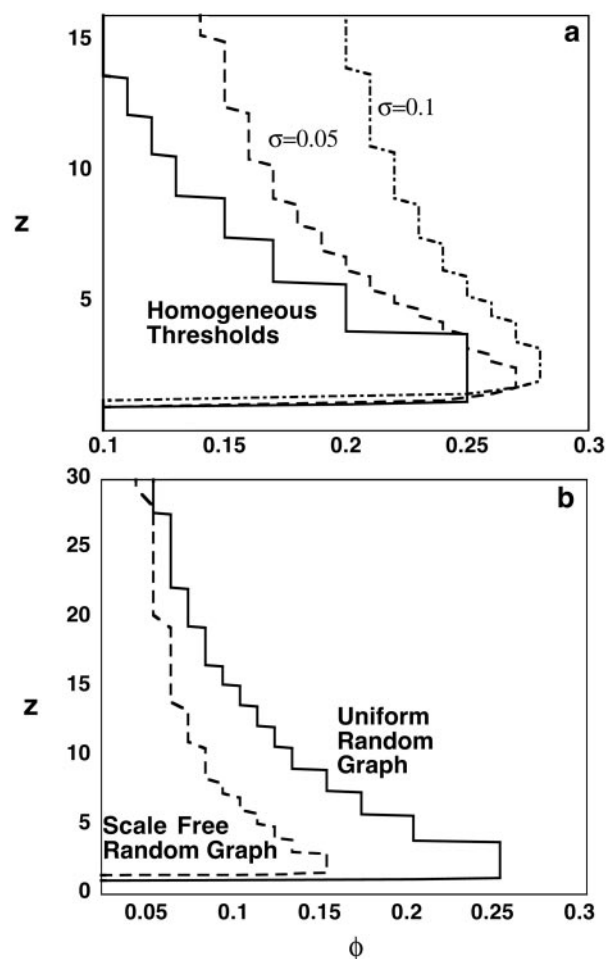 15
a
σ=0.1
σ=0.05
10
z
5
Homogeneous
Thresholds
0.1 0.15 0.2 0.25 0.3
30
b
25
20
15
z
Uniform
Random
Graph
10
5
Scale Free
Random Graph
0
0.05 0.1 0.15 0.2 0.25 0.3
ϕ